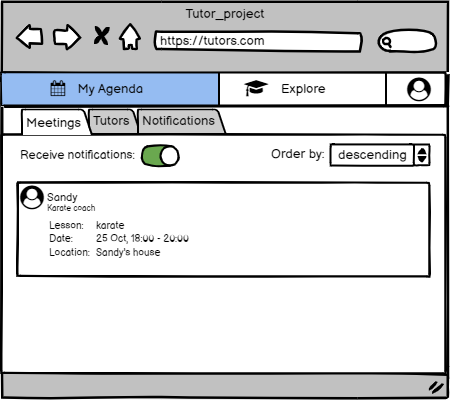 Tutor_project
https://tutors.com
My Agenda
Explore
Meetings
Tutors
Notifications
Receive notifications:
Order by:
descending
Sandy
Karate coach
Lesson: karate
Date: 25 Oct, 18:00 - 20:00
Location: Sandy's house